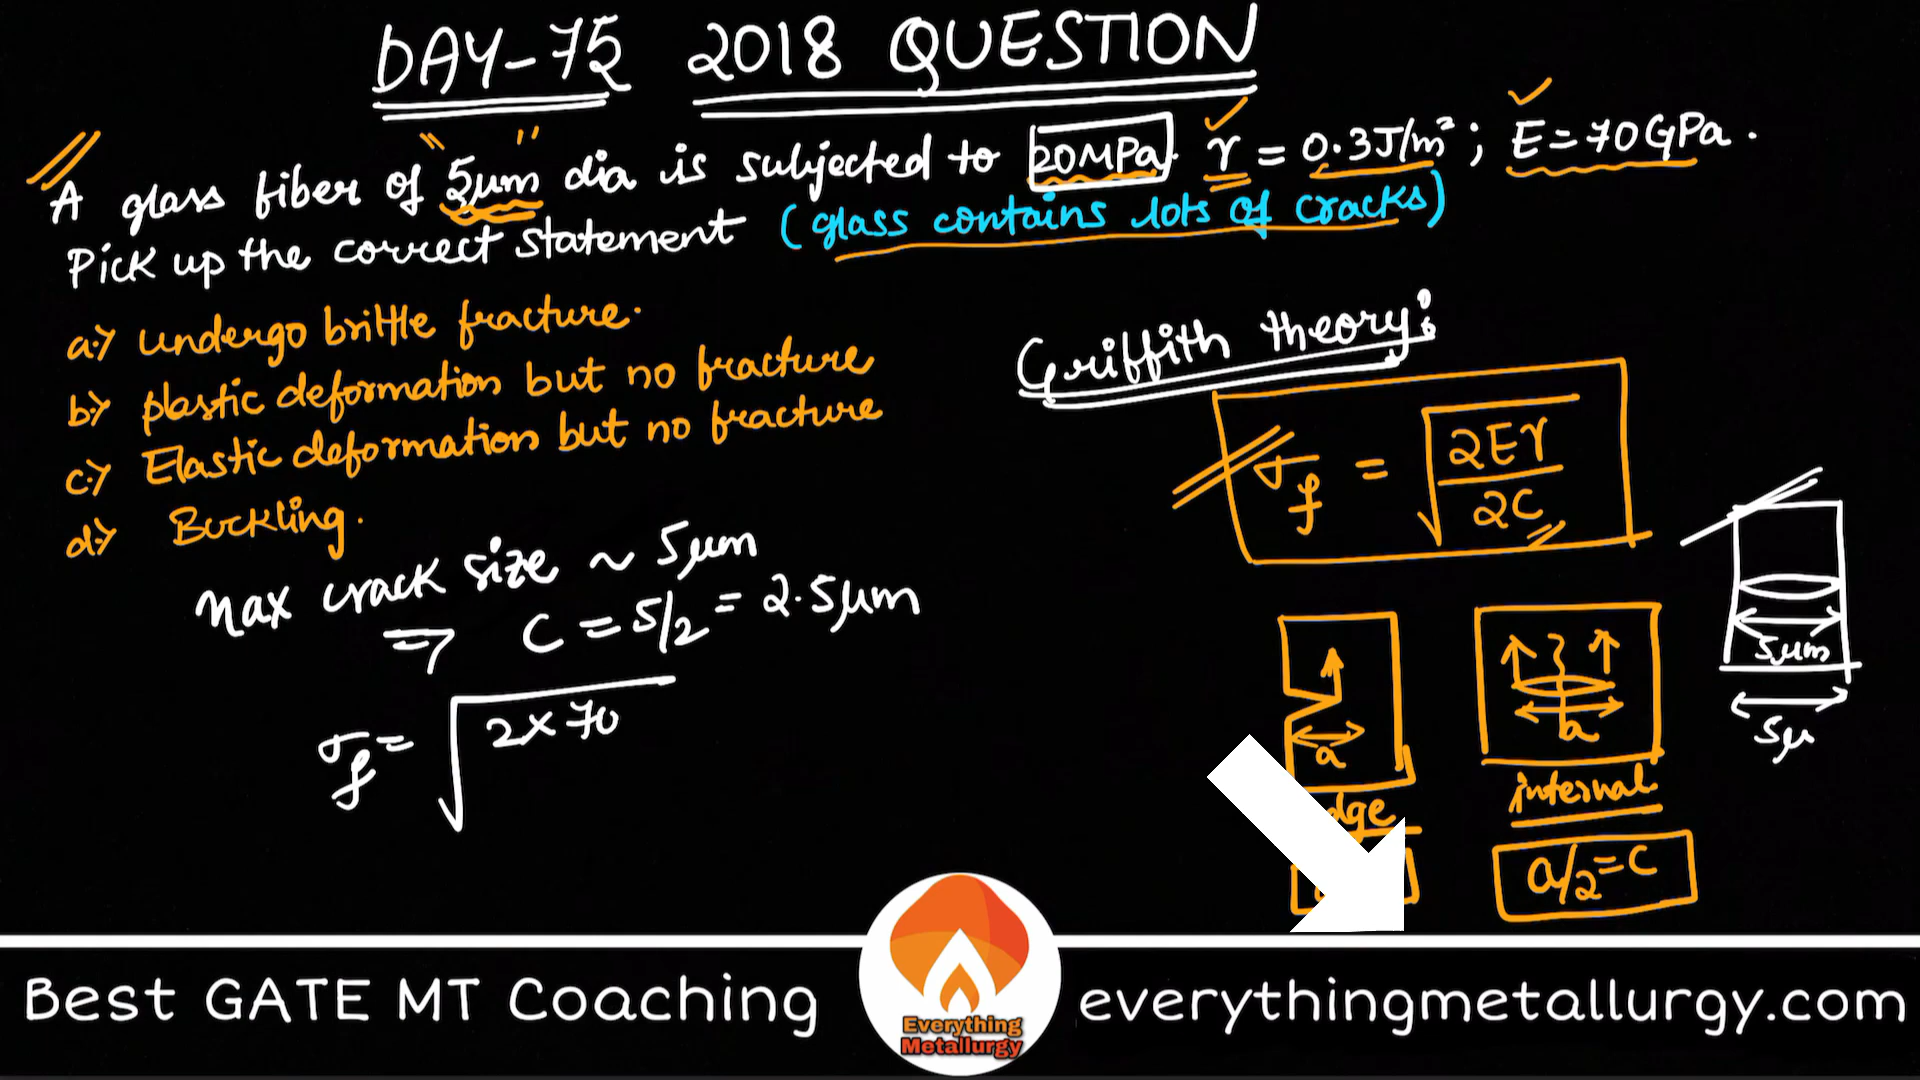 DAY-75 2018 QUESTION
A glass fiber of "5μm" dia is subjected to 20MPa. γ = 0.3J/m²; E=70GPa.
Pick up the correct statement (glass contains lots of cracks)
a.) undergo brittle fracture.
b.) plastic deformation but no fracture
c.) Elastic deformation but no fracture
d.) Buckling.
Griffith theory:
σf = √2Eγ/2C
max crack size ~ 5μm
⇒ C = 5/2 = 2.5μm
σf = √2×70
a
a
5μm
5μ
dge
internal
a/2=C
Best GATE MT Coaching
Everything
Metallurgy
everythingmetallurgy.com